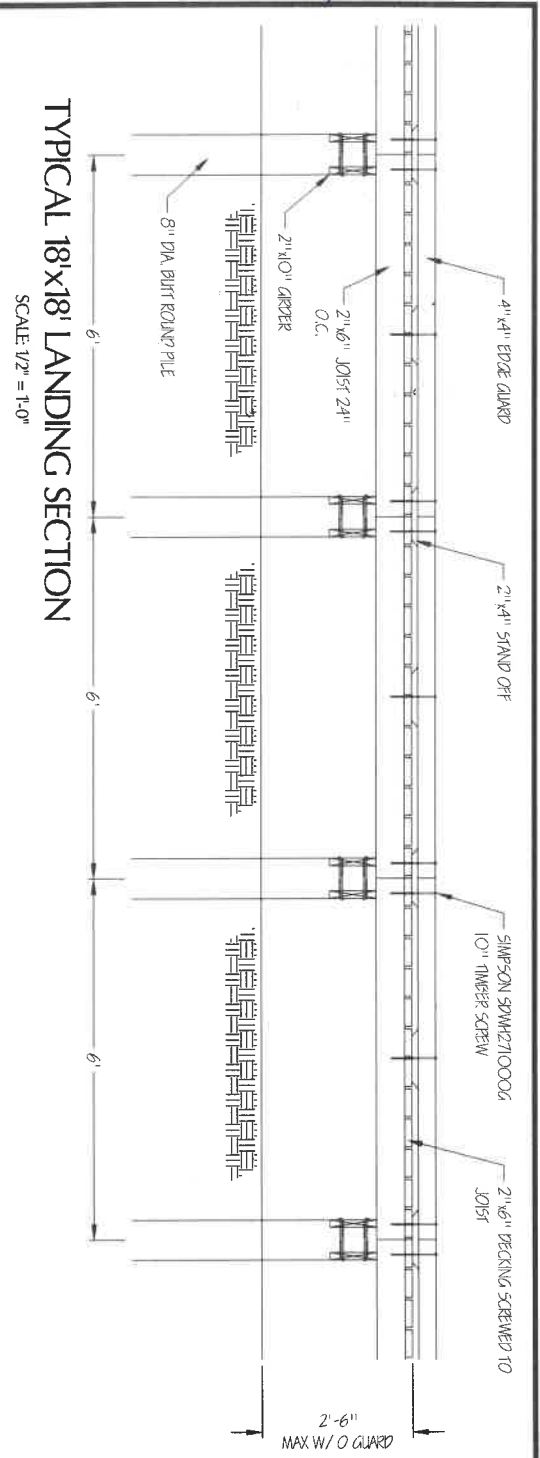 4"x4" EDGE GUARD
2"x4" STAND OFF
SIMPSON SDWH271000G
10" TIMBER SCREW
2"x6" DECKING SCREWED TO
JOIST
2"x6" JOIST 24"
O.C.
2"x10" GIRDER
8" DIA. BUTT ROUND PILE
2'-6"
MAX W/O GUARD
6'
6'
6'
TYPICAL 18'x18' LANDING SECTION
SCALE: 1/2" = 1'-0"